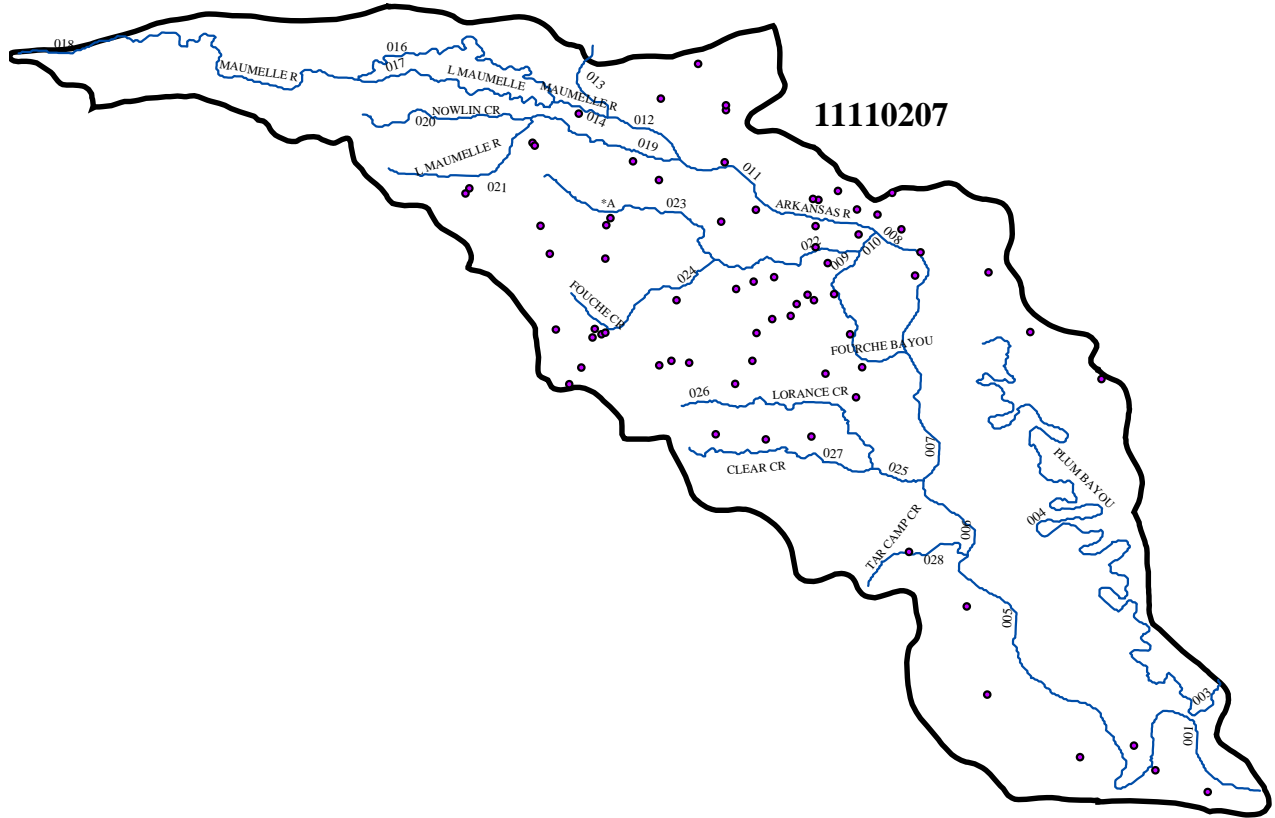 018
016
017
MAUMELLE R
L MAUMELLE
MAUMELLE R
013
11110207
NOWLIN CR
020
014
012
019
L MAUMELLE R
021
011
*A
023
ARKANSAS R
008
010
022
009
024
FOUCHE CR
FOURCHE BAYOU
026
LORANCE CR
007
027
025
CLEAR CR
PLUM BAYOU
004
TAR CAMP CR
006
028
005
003
001